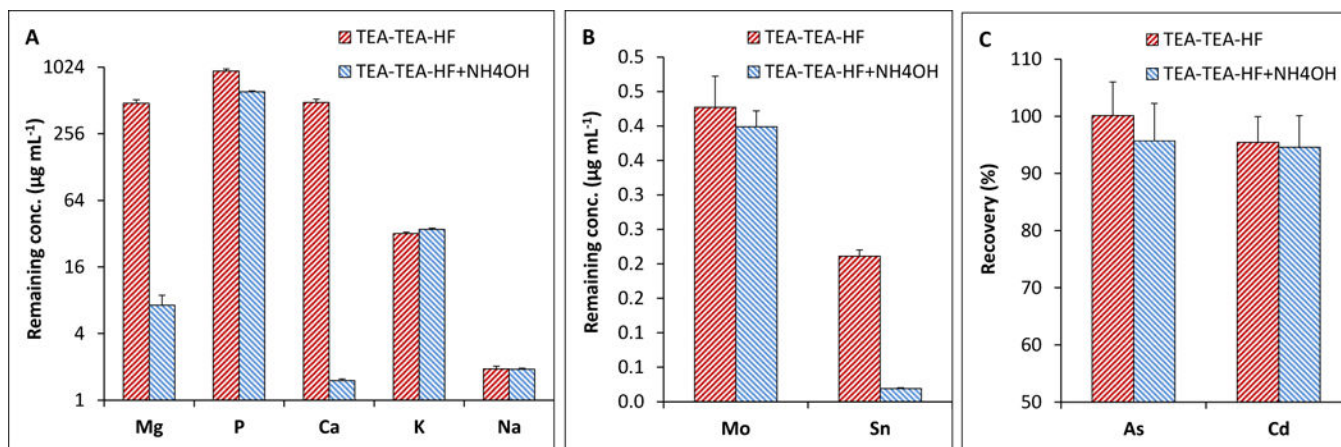 A
TEA-TEA-HF
TEA-TEA-HF+NH4OH
Remaining conc. (µg mL⁻¹)
1024
256
64
16
4
1
Mg P Ca K Na
B
TEA-TEA-HF
TEA-TEA-HF+NH4OH
Remaining conc. (µg mL⁻¹)
0.5
0.5
0.4
0.4
0.3
0.3
0.2
0.2
0.1
0.1
0.0
Mo Sn
C
TEA-TEA-HF
TEA-TEA-HF+NH4OH
Recovery (%)
110
100
90
80
70
60
50
As Cd